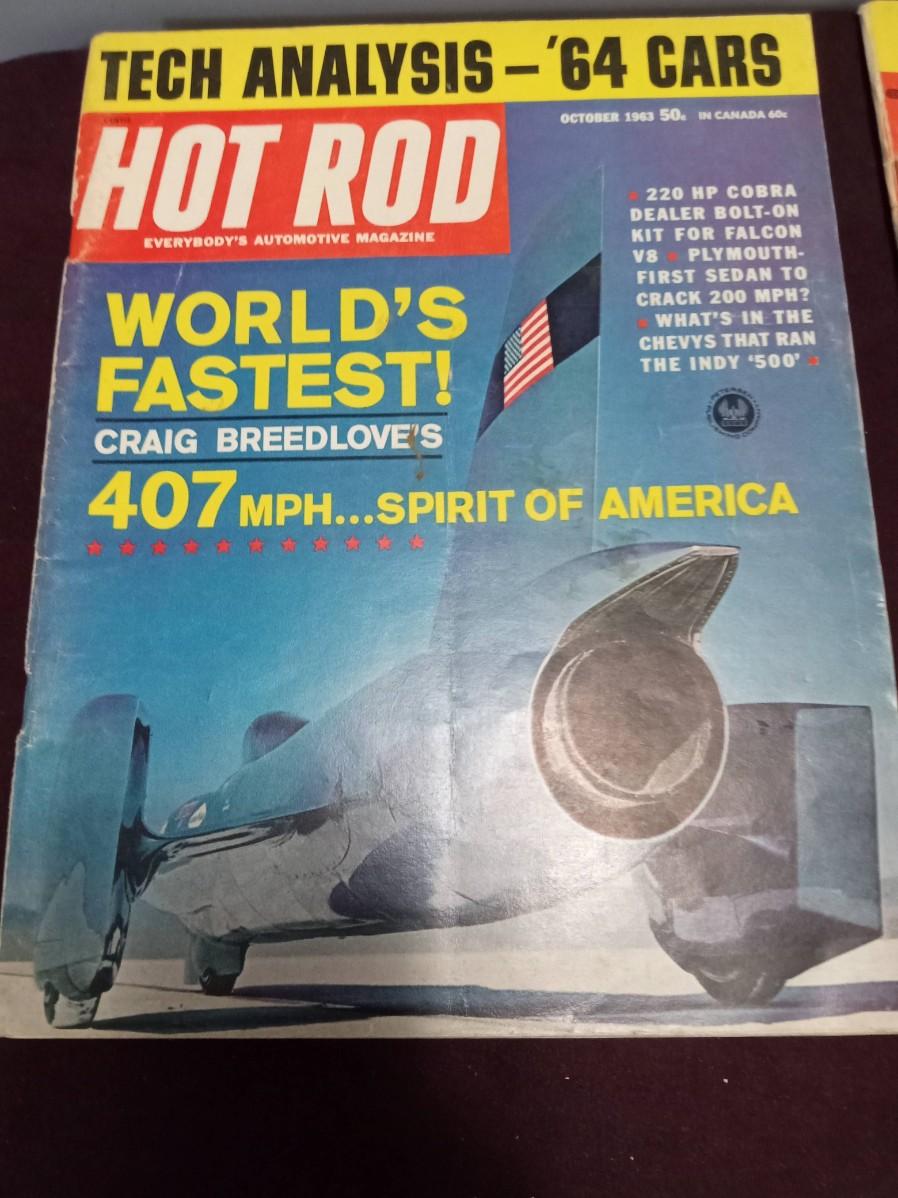 TECH ANALYSIS – '64 CARS
HOT ROD
EVERYBODY'S AUTOMOTIVE MAGAZINE
OCTOBER 1963 50c IN CANADA 60c
• 220 HP COBRA
DEALER BOLT-ON
KIT FOR FALCON
V8 • PLYMOUTH-
FIRST SEDAN TO
CRACK 200 MPH?
• WHAT'S IN THE
CHEVYS THAT RAN
THE INDY '500' •
WORLD'S
FASTEST!
CRAIG BREEDLOVE'S
407 MPH...SPIRIT OF AMERICA